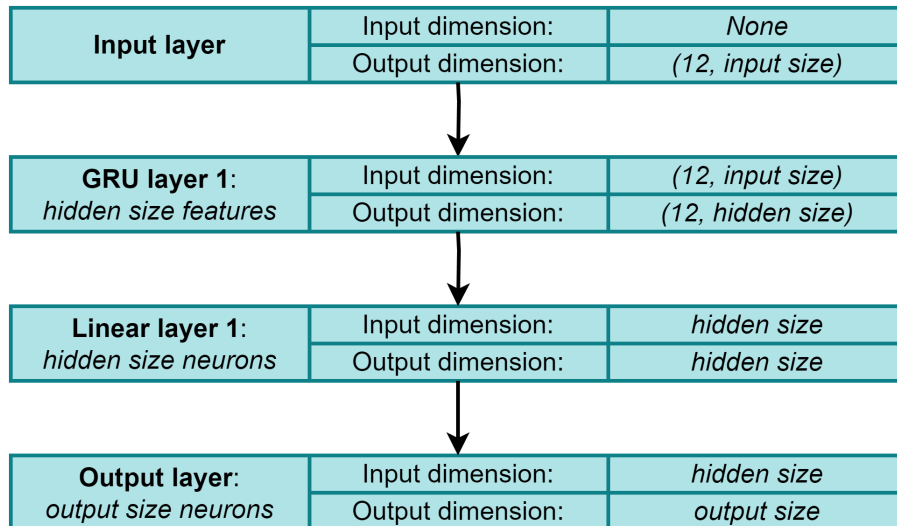 Input layer
Input dimension:
None
Output dimension:
(12, input size)
GRU layer 1:
hidden size features
Input dimension:
(12, input size)
Output dimension:
(12, hidden size)
Linear layer 1:
hidden size neurons
Input dimension:
hidden size
Output dimension:
hidden size
Output layer:
output size neurons
Input dimension:
hidden size
Output dimension:
output size